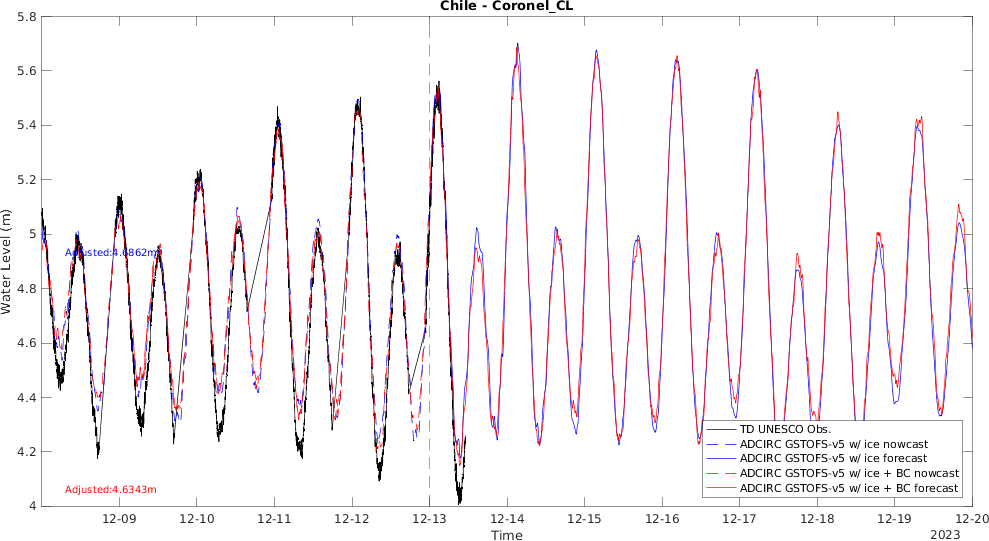 Chile - Coronel_CL
Water Level (m)
5.8
5.6
5.4
5.2
5
4.8
4.6
4.4
4.2
4
Adjusted:4.6862m
Adjusted:4.6343m
TD UNESCO Obs.
ADCIRC GSTOFS-v5 w/ ice nowcast
ADCIRC GSTOFS-v5 w/ ice forecast
ADCIRC GSTOFS-v5 w/ ice + BC nowcast
ADCIRC GSTOFS-v5 w/ ice + BC forecast
12-09 12-10 12-11 12-12 12-13 12-14 12-15 12-16 12-17 12-18 12-19 12-20
Time
2023